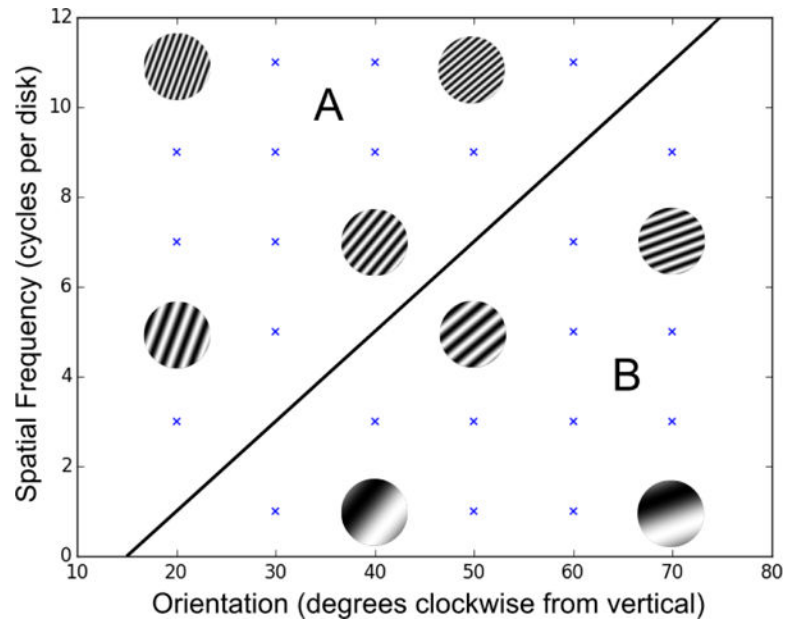 12
A
10
8
6
B
4
2
0
10 20 30 40 50 60 70 80
Spatial Frequency (cycles per disk)
Orientation (degrees clockwise from vertical)